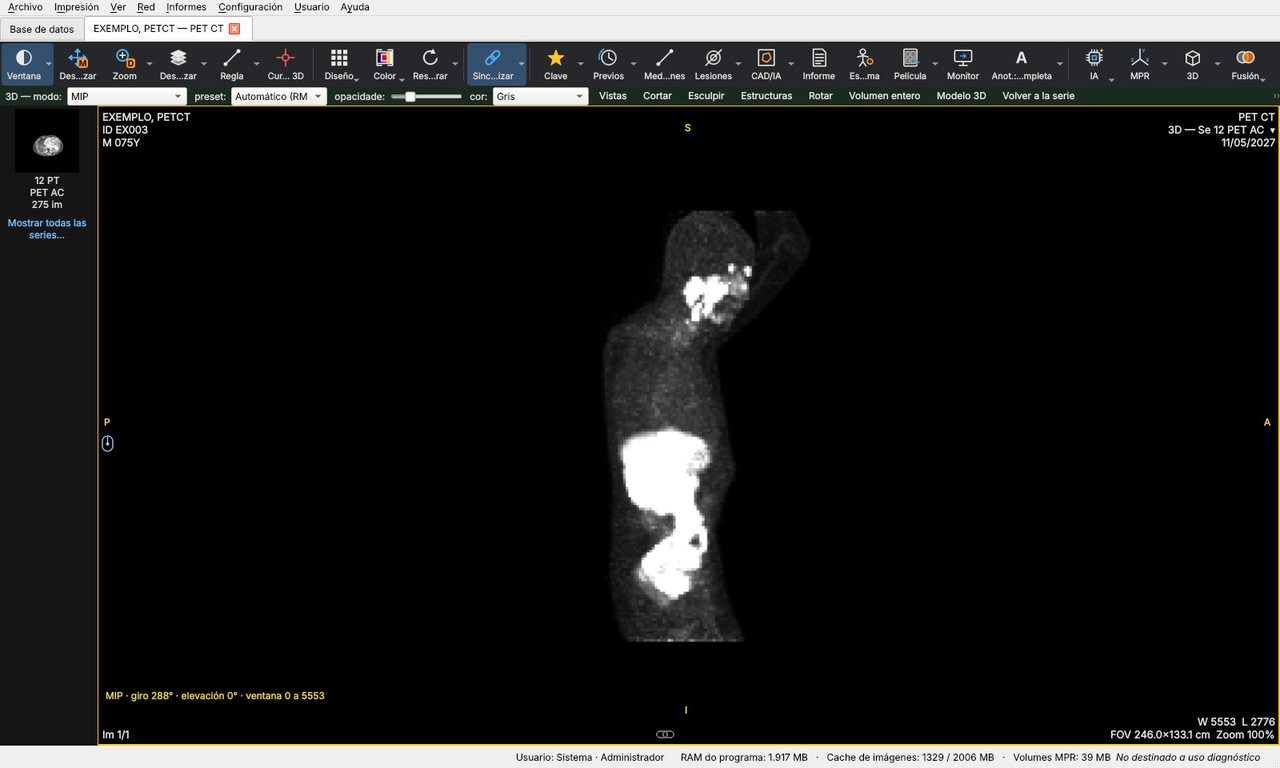 Archivo Impresión Ver Red Informes Configuración Usuario Ayuda
Base de datos EXEMPLO, PETCT — PET CT
Ventana Des...zar Zoom Des...zar Regla Cur... 3D Diseño Color Res...rar Sinc...izar Clave Previos Med...nes Lesiones CAD/IA Informe Es...ma Película Monitor Anot...mpleta IA MPR 3D Fusión
3D — modo: MIP preset: Automático (RM opacidade: cor: Gris Vistas Cortar Esculpir Estructuras Rotar Volumen entero Modelo 3D Volver a la serie
EXEMPLO, PETCT
ID EX003
M 075Y
S
PET CT
3D — Se 12 PET AC ▾
11/05/2027
12 PT
PET AC
275 im
Mostrar todas las
series...
P
A
MIP · giro 288° · elevación 0° · ventana 0 a 5553
I
Im 1/1
W 5553 L 2776
FOV 246.0×133.1 cm Zoom 100%
Usuario: Sistema · Administrador RAM do programa: 1.917 MB · Cache de imágenes: 1329 / 2006 MB · Volumes MPR: 39 MB No destinado a uso diagnóstico